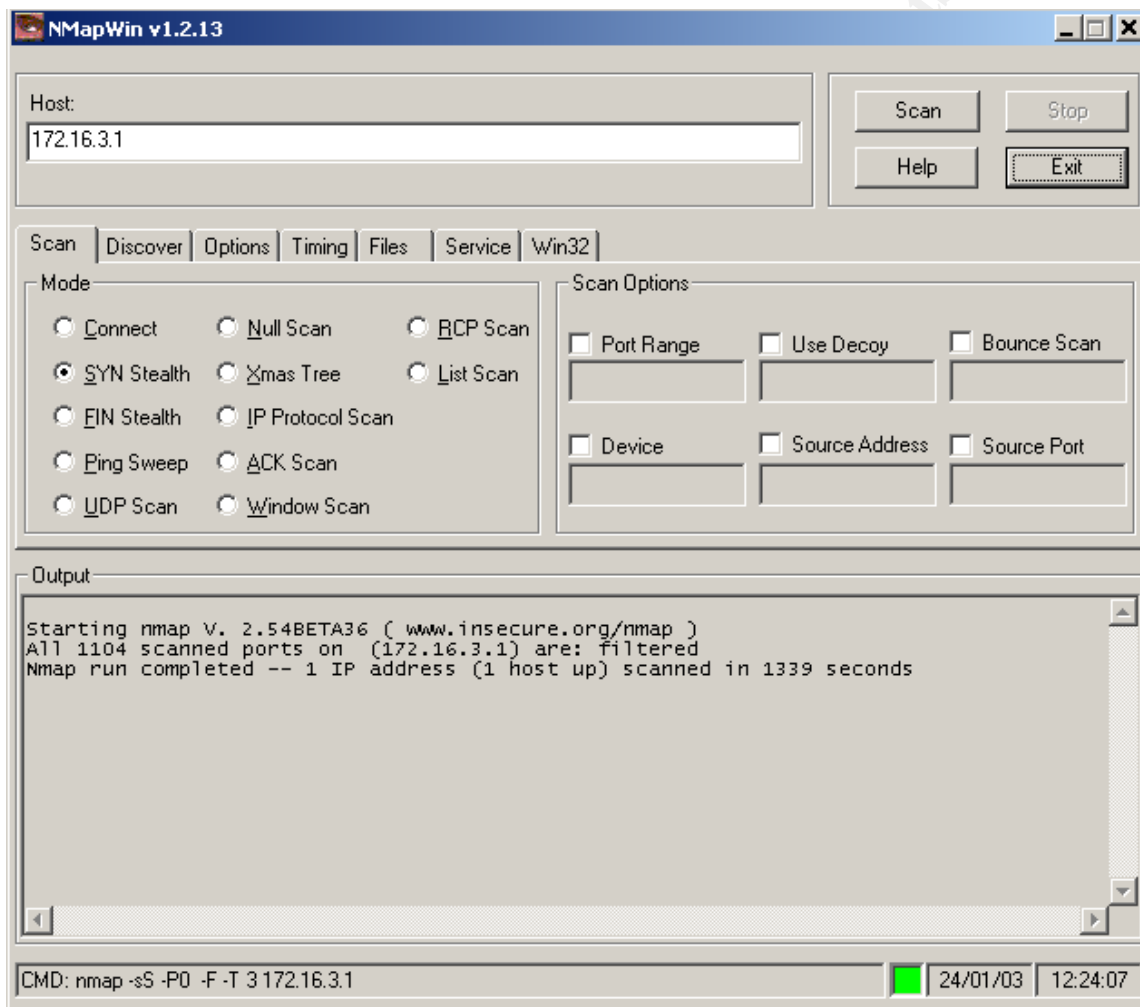 NMapWin v1.2.13
Host:
172.16.3.1
Scan Stop
Help Exit
Scan Discover Options Timing Files Service Win32
Mode
Connect Null Scan RCP Scan
SYN Stealth Xmas Tree List Scan
FIN Stealth IP Protocol Scan
Ping Sweep ACK Scan
UDP Scan Window Scan
Scan Options
Port Range Use Decoy Bounce Scan
Device Source Address Source Port
Output
Starting nmap V. 2.54BETA36 ( www.insecure.org/nmap )
All 1104 scanned ports on (172.16.3.1) are: filtered
Nmap run completed -- 1 IP address (1 host up) scanned in 1339 seconds
CMD: nmap -sS -P0 -F -T 3 172.16.3.1 24/01/03 12:24:07